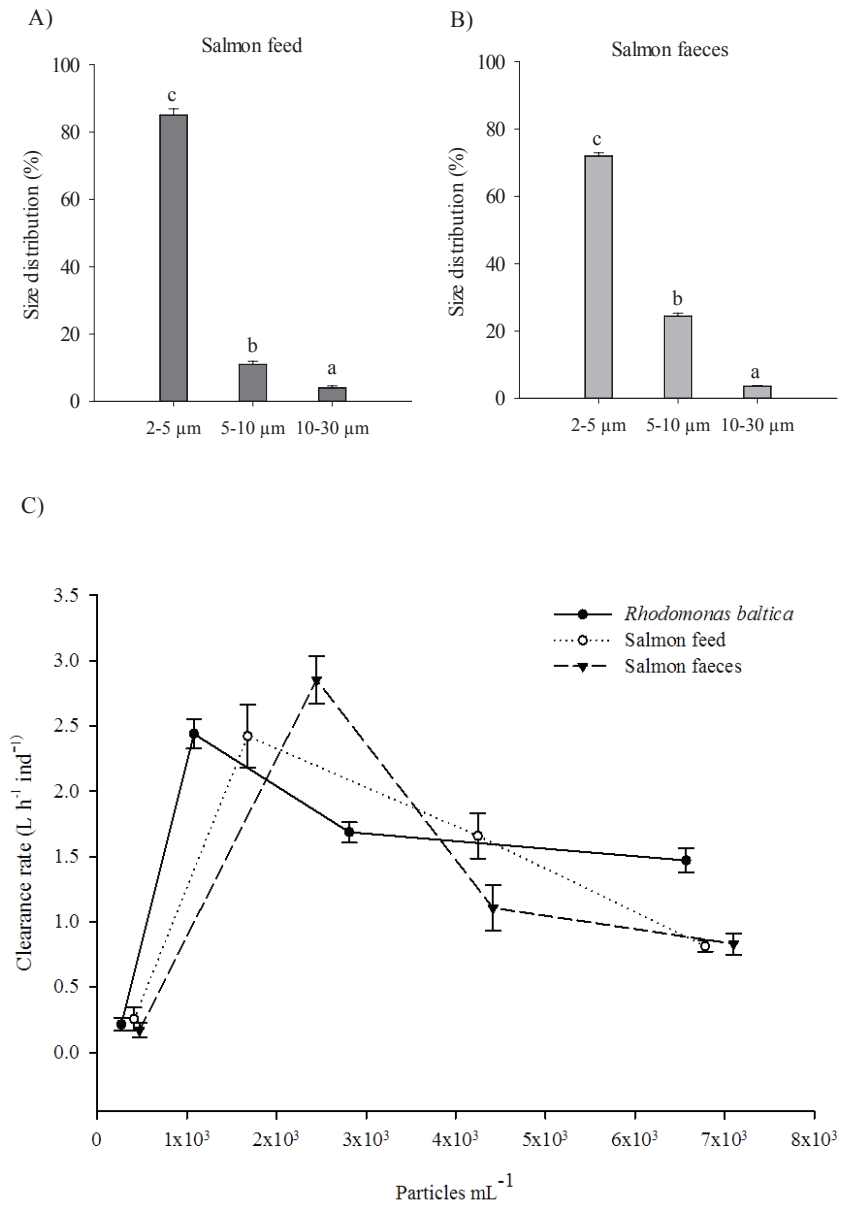 A)
Salmon feed
Size distribution (%)
100
80
60
40
20
0
c
b
a
2-5 µm 5-10 µm 10-30 µm
B)
Salmon faeces
Size distribution (%)
100
80
60
40
20
0
c
b
a
2-5 µm 5-10 µm 10-30 µm
C)
Clearance rate (L h⁻¹ ind⁻¹)
3.5
3.0
2.5
2.0
1.5
1.0
0.5
0.0
Rhodomonas baltica
Salmon feed
Salmon faeces
0 1x10³ 2x10³ 3x10³ 4x10³ 5x10³ 6x10³ 7x10³ 8x10³
Particles mL⁻¹